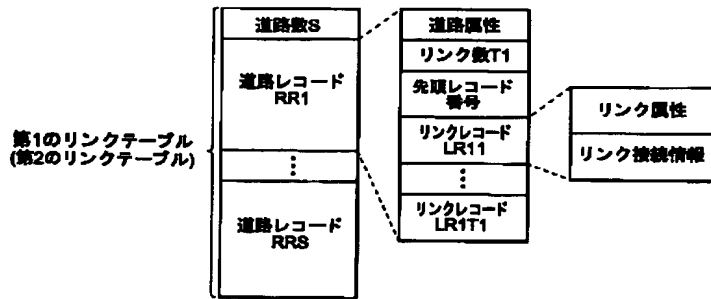 第1のリンクテーブル
(第2のリンクテーブル)
道路数S
道路レコード
RR1
⋮
道路レコード
RRS
道路属性
リンク数T1
先頭レコード
番号
リンクレコード
LR11
⋮
リンクレコード
LR1T1
リンク属性
リンク接続情報